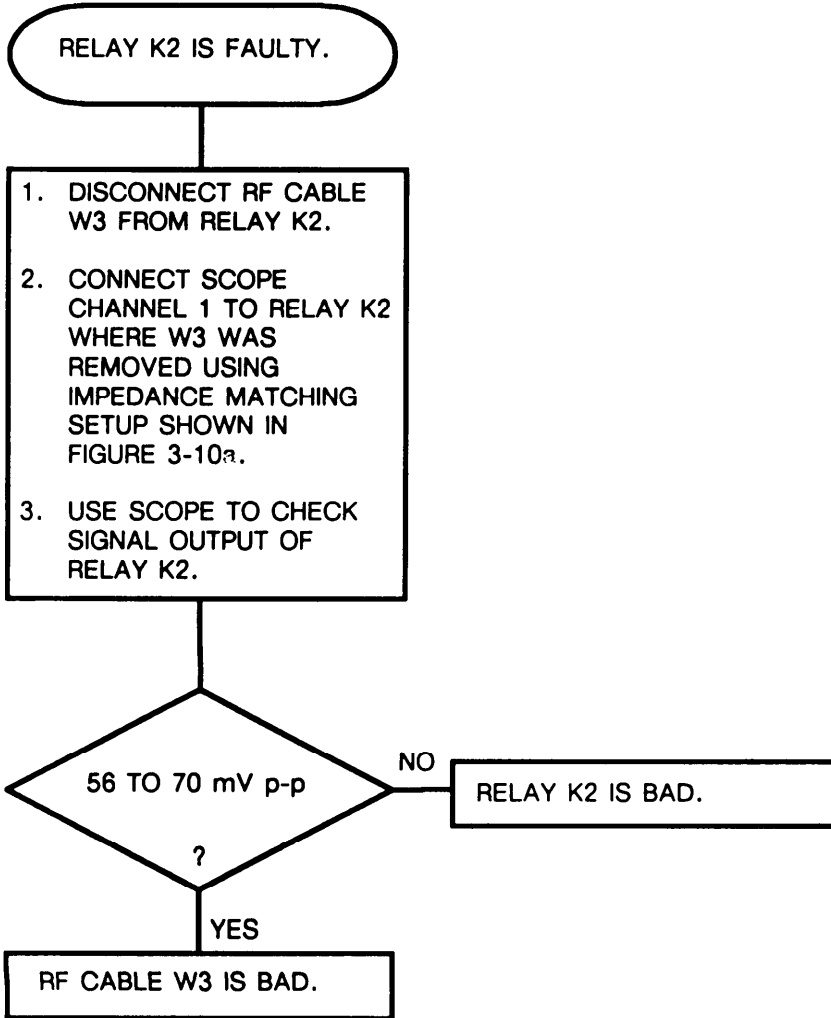 RELAY K2 IS FAULTY.
1. DISCONNECT RF CABLE
W3 FROM RELAY K2.
2. CONNECT SCOPE
CHANNEL 1 TO RELAY K2
WHERE W3 WAS
REMOVED USING
IMPEDANCE MATCHING
SETUP SHOWN IN
FIGURE 3-10a.
3. USE SCOPE TO CHECK
SIGNAL OUTPUT OF
RELAY K2.
56 TO 70 mV p-p
?
NO
RELAY K2 IS BAD.
YES
RF CABLE W3 IS BAD.